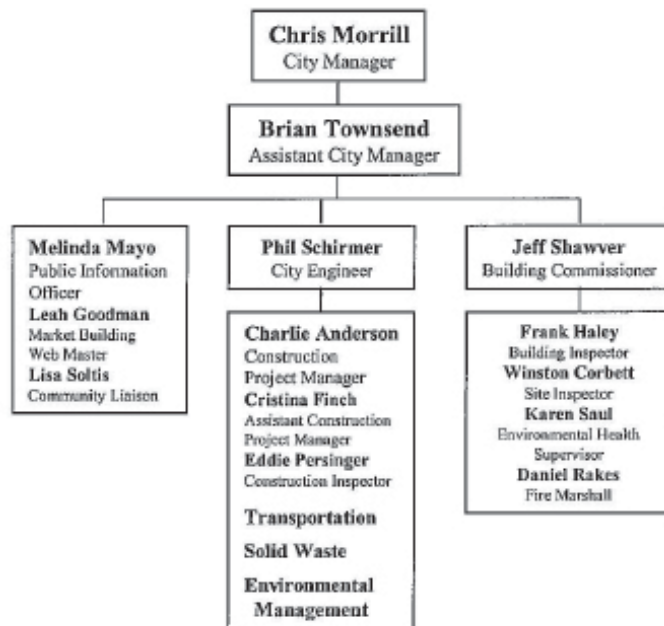 Chris Morrill
City Manager
Brian Townsend
Assistant City Manager
Melinda Mayo
Public Information
Officer
Leah Goodman
Market Building
Web Master
Lisa Soltis
Community Liaison
Phil Schirmer
City Engineer
Charlie Anderson
Construction
Project Manager
Cristina Finch
Assistant Construction
Project Manager
Eddie Persinger
Construction Inspector
Transportation
Solid Waste
Environmental
Management
Jeff Shawver
Building Commissioner
Frank Haley
Building Inspector
Winston Corbett
Site Inspector
Karen Saul
Environmental Health
Supervisor
Daniel Rakes
Fire Marshall